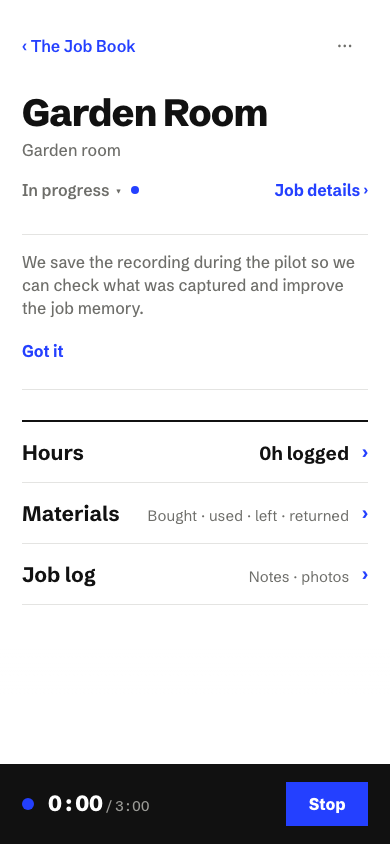 ‹ The Job Book
...
Garden Room
Garden room
In progress ▾
Job details ›
We save the recording during the pilot so we
can check what was captured and improve
the job memory.
Got it
Hours 0h logged ›
Materials Bought · used · left · returned ›
Job log Notes · photos ›
0:00 / 3:00 Stop